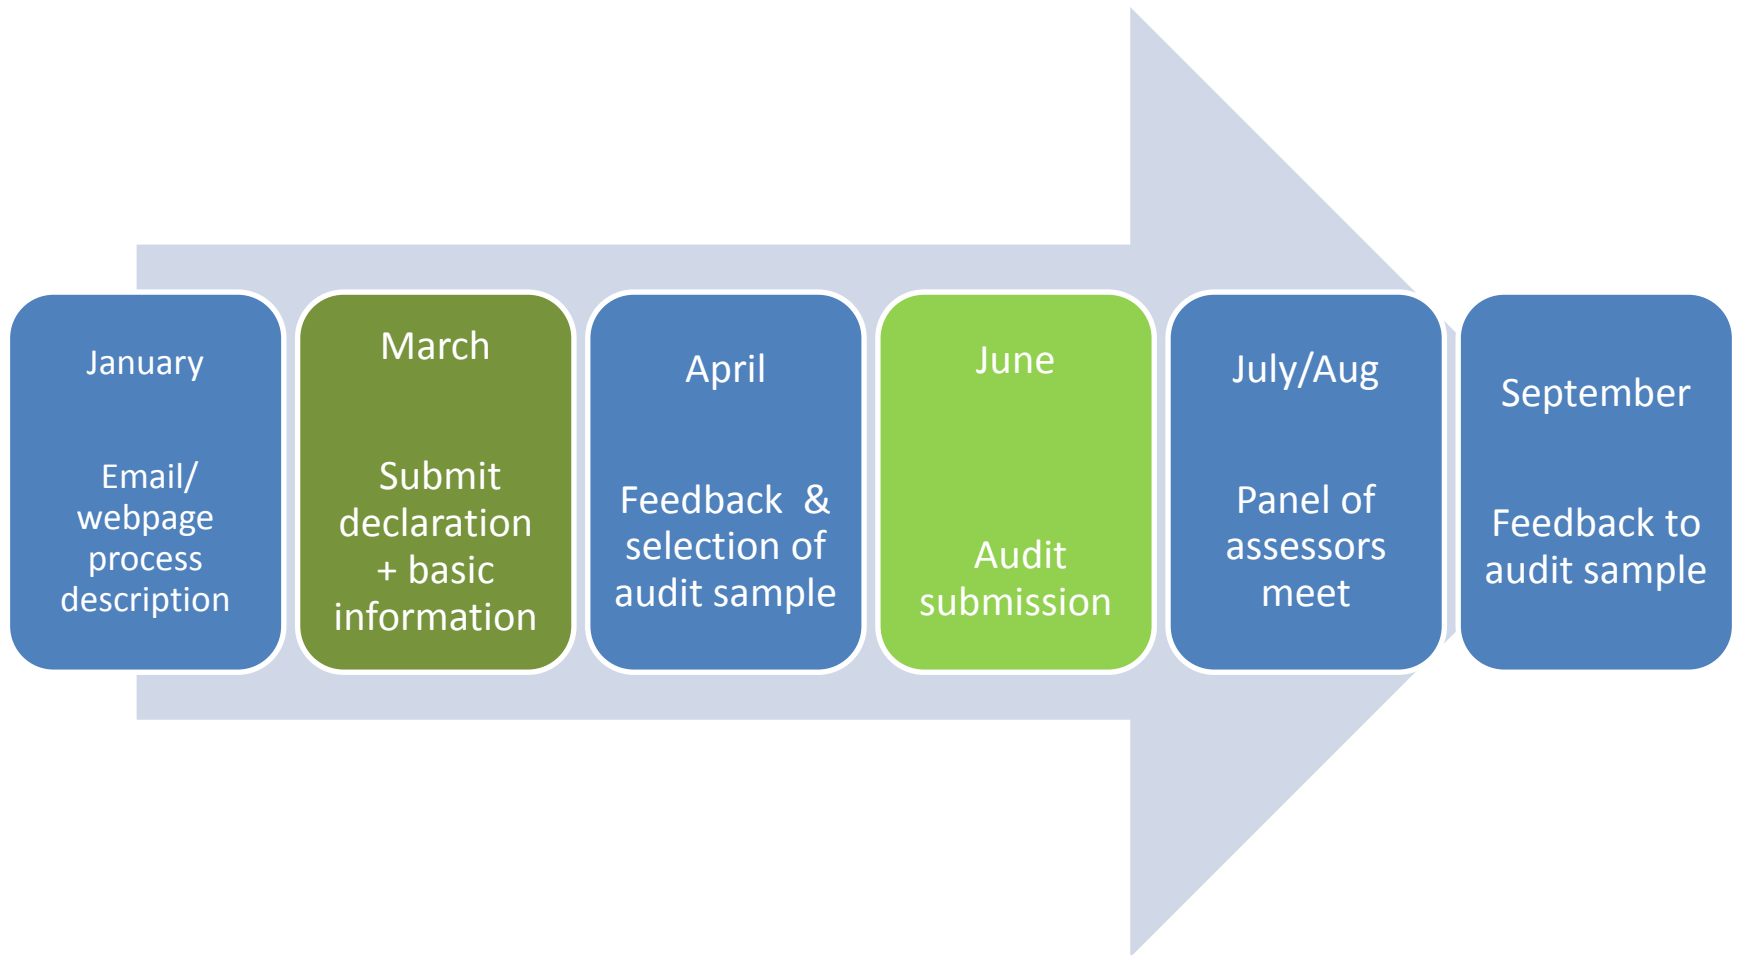 January
Email/
webpage
process
description
March
Submit
declaration
+ basic
information
April
Feedback  &
selection of
audit sample
June
Audit
submission
July/Aug
Panel of
assessors
meet
September
Feedback to
audit sample